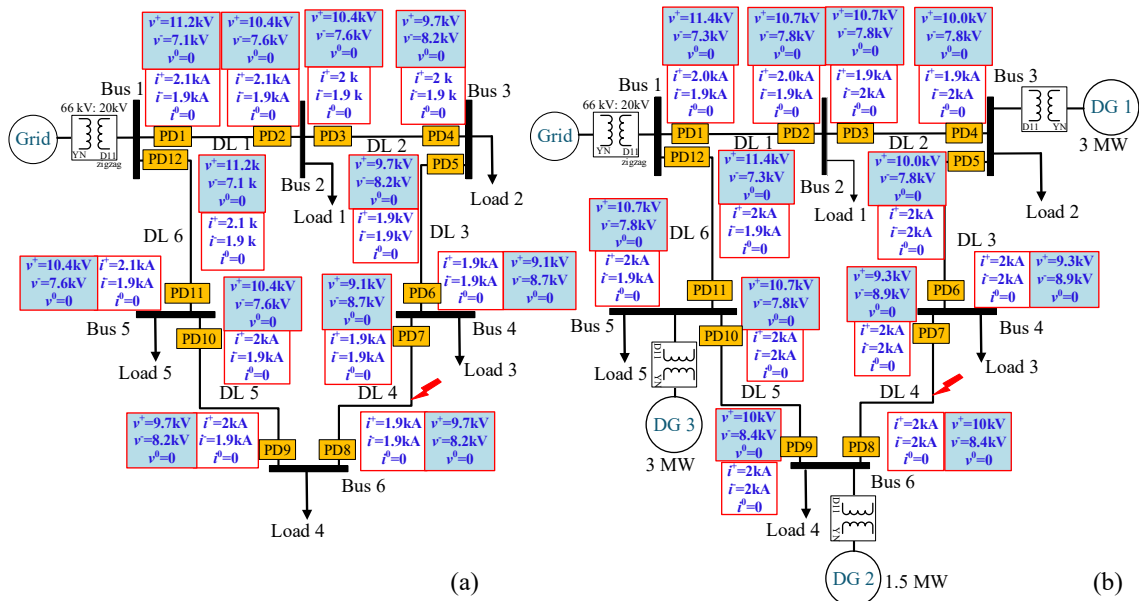 v⁺=11.2kV
v⁻=7.1kV
v⁰=0
i⁺=2.1kA
i⁻=1.9kA
i⁰=0
v⁺=10.4kV
v⁻=7.6kV
v⁰=0
i⁺=2.1kA
i⁻=1.9kA
i⁰=0
v⁺=10.4kV
v⁻=7.6kV
v⁰=0
i⁺=2 k
i⁻=1.9 k
i⁰=0
v⁺=9.7kV
v⁻=8.2kV
v⁰=0
i⁺=2 k
i⁻=1.9 k
i⁰=0
Bus 1
66 kV: 20kV
Grid
YN
D11
zigzag
PD1
PD2
PD3
PD4
PD12
PD5
DL 1
DL 2
Bus 3
Bus 2
Load 1
Load 2
v⁺=11.2k
v⁻=7.1 k
v⁰=0
i⁺=2.1 k
i⁻=1.9 k
i⁰=0
v⁺=9.7kV
v⁻=8.2kV
v⁰=0
i⁺=1.9kV
i⁻=1.9kV
i⁰=0
DL 6
DL 3
v⁺=10.4kV
v⁻=7.6kV
v⁰=0
i⁺=2.1kA
i⁻=1.9kA
i⁰=0
PD11
Bus 5
PD10
Load 5
v⁺=10.4kV
v⁻=7.6kV
v⁰=0
i⁺=2kA
i⁻=1.9kA
i⁰=0
v⁺=9.1kV
v⁻=8.7kV
v⁰=0
i⁺=1.9kA
i⁻=1.9kA
i⁰=0
i⁺=1.9kA
i⁻=1.9kA
i⁰=0
v⁺=9.1kV
v⁻=8.7kV
v⁰=0
PD6
PD7
Bus 4
Load 3
DL 5
DL 4
v⁺=9.7kV
v⁻=8.2kV
v⁰=0
i⁺=2kA
i⁻=1.9kA
i⁰=0
PD9
PD8
i⁺=1.9kA
i⁻=1.9kA
i⁰=0
v⁺=9.7kV
v⁻=8.2kV
v⁰=0
Bus 6
Load 4
(a)
v⁺=11.4kV
v⁻=7.3kV
v⁰=0
i⁺=2.0kA
i⁻=1.9kA
i⁰=0
v⁺=10.7kV
v⁻=7.8kV
v⁰=0
i⁺=2.0kA
i⁻=1.9kA
i⁰=0
v⁺=10.7kV
v⁻=7.8kV
v⁰=0
i⁺=1.9kA
i⁻=2kA
i⁰=0
v⁺=10.0kV
v⁻=7.8kV
v⁰=0
i⁺=1.9kA
i⁻=2kA
i⁰=0
Bus 1
66 kV: 20kV
Grid
YN
D11
zigzag
PD1
PD2
PD3
PD4
PD12
PD5
DL 1
DL 2
Bus 3
D11
YN
DG 1
3 MW
Bus 2
Load 1
Load 2
v⁺=11.4kV
v⁻=7.3kV
v⁰=0
i⁺=2kA
i⁻=1.9kA
i⁰=0
v⁺=10.0kV
v⁻=7.8kV
v⁰=0
i⁺=2kA
i⁻=2kA
i⁰=0
v⁺=10.7kV
v⁻=7.8kV
v⁰=0
i⁺=2kA
i⁻=1.9kA
i⁰=0
DL 6
DL 3
PD11
Bus 5
PD10
Load 5
D11
YN
DG 3
3 MW
v⁺=10.7kV
v⁻=7.8kV
v⁰=0
i⁺=2kA
i⁻=2kA
i⁰=0
v⁺=9.3kV
v⁻=8.9kV
v⁰=0
i⁺=2kA
i⁻=2kA
i⁰=0
i⁺=2kA
i⁻=2kA
i⁰=0
v⁺=9.3kV
v⁻=8.9kV
v⁰=0
PD6
PD7
Bus 4
Load 3
DL 5
DL 4
v⁺=10kV
v⁻=8.4kV
v⁰=0
i⁺=2kA
i⁻=2kA
i⁰=0
PD9
PD8
i⁺=2kA
i⁻=2kA
i⁰=0
v⁺=10kV
v⁻=8.4kV
v⁰=0
Bus 6
Load 4
D11
YN
DG 2
1.5 MW
(b)